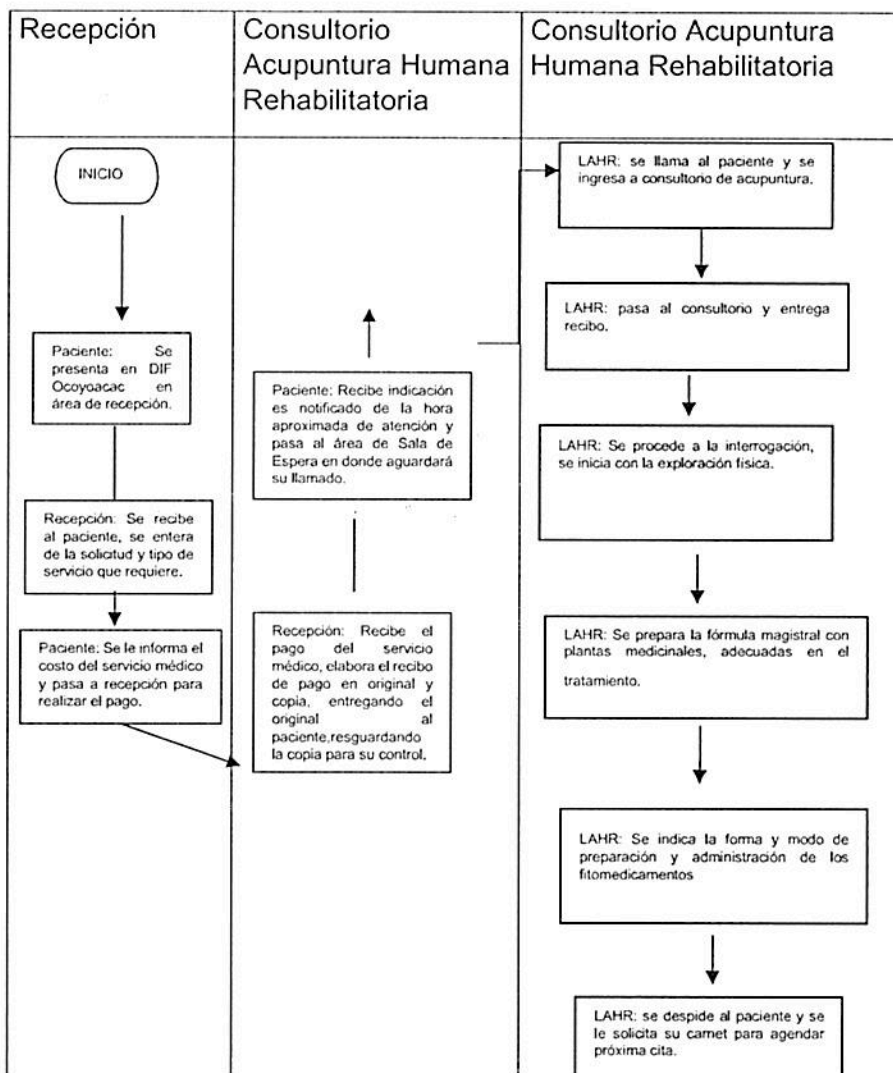 Recepción
Consultorio
Acupuntura Humana
Rehabilitatoria
Consultorio Acupuntura
Humana Rehabilitatoria
INICIO
Paciente: Se
presenta en DIF
Ocoyoacac en
área de recepción.
Recepción: Se recibe
al paciente, se entera
de la solicitud y tipo de
servicio que requiere.
Paciente: Se le informa el
costo del servicio médico
y pasa a recepción para
realizar el pago.
Paciente: Recibe indicación
es notificado de la hora
aproximada de atención y
pasa al área de Sala de
Espera en donde aguardará
su llamado.
Recepción: Recibe el
pago del servicio
médico, elabora el recibo
de pago en original y
copia, entregando el
original al
paciente,resguardando
la copia para su control.
LAHR: se llama al paciente y se
ingresa a consultorio de acupuntura.
LAHR: pasa al consultorio y entrega
recibo.
LAHR: Se procede a la interrogación,
se inicia con la exploración física.
LAHR: Se prepara la fórmula magistral con
plantas medicinales, adecuadas en el
tratamiento.
LAHR: Se indica la forma y modo de
preparación y administración de los
fitomedicamentos
LAHR: se despide al paciente y se
le solicita su carnet para agendar
próxima cita.